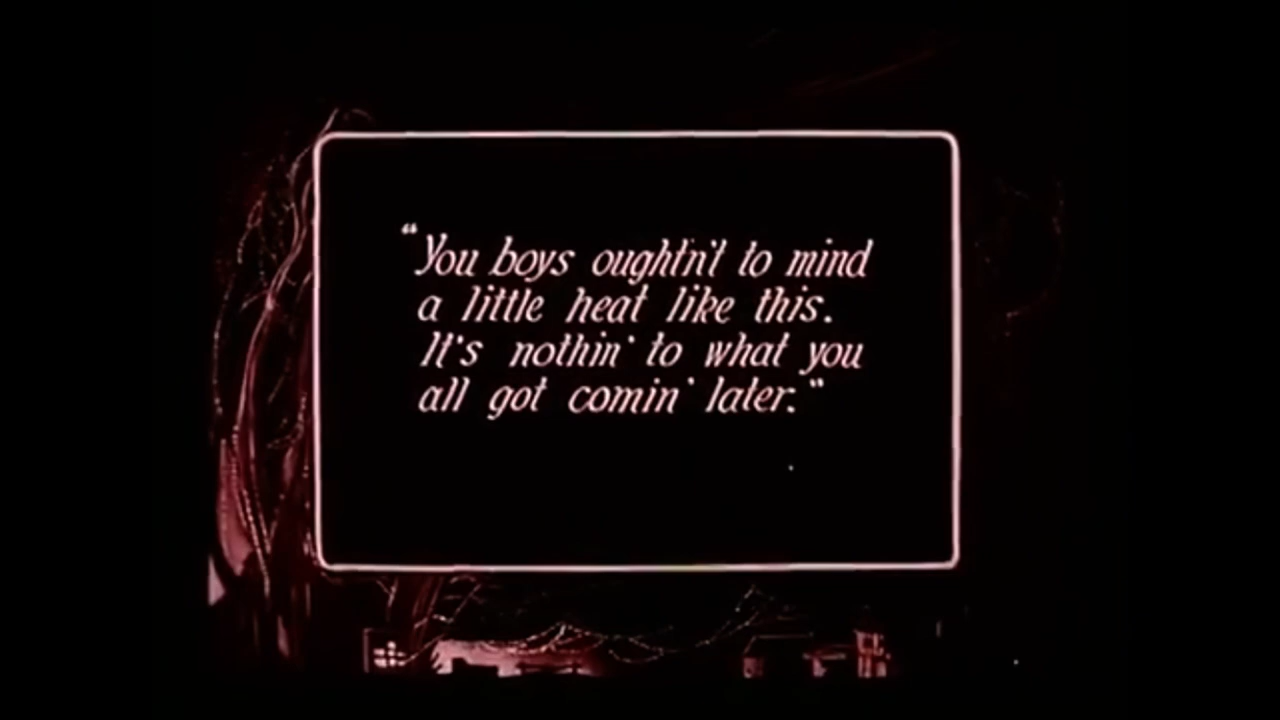 "You boys oughtn't to mind
a little heat like this.
It's nothin' to what you
all got comin' later."